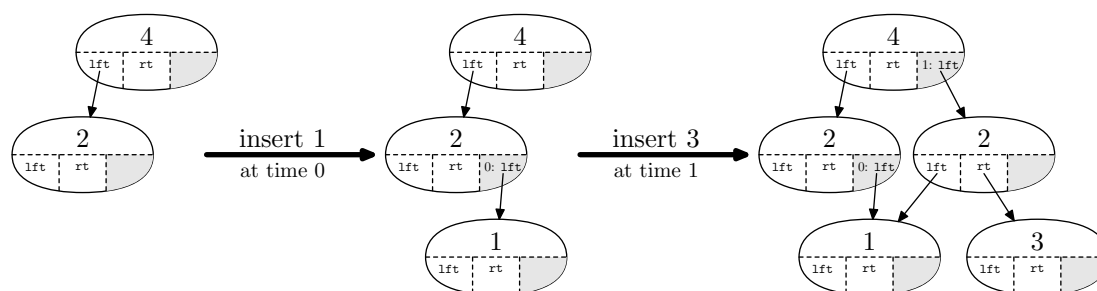 4
lft rt
2
lft rt
insert 1
at time 0
4
lft rt
2
lft rt 0: lft
1
lft rt
insert 3
at time 1
4
lft rt 1: lft
2
lft rt 0: lft
2
lft rt
1
lft rt
3
lft rt